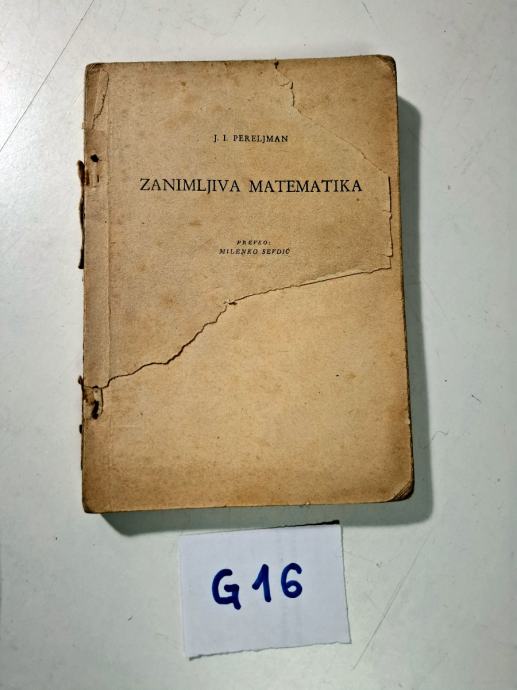 J. I. PERELJMAN
ZANIMLJIVA MATEMATIKA
PREVEO:
MILENKO SEVDIĆ
G16